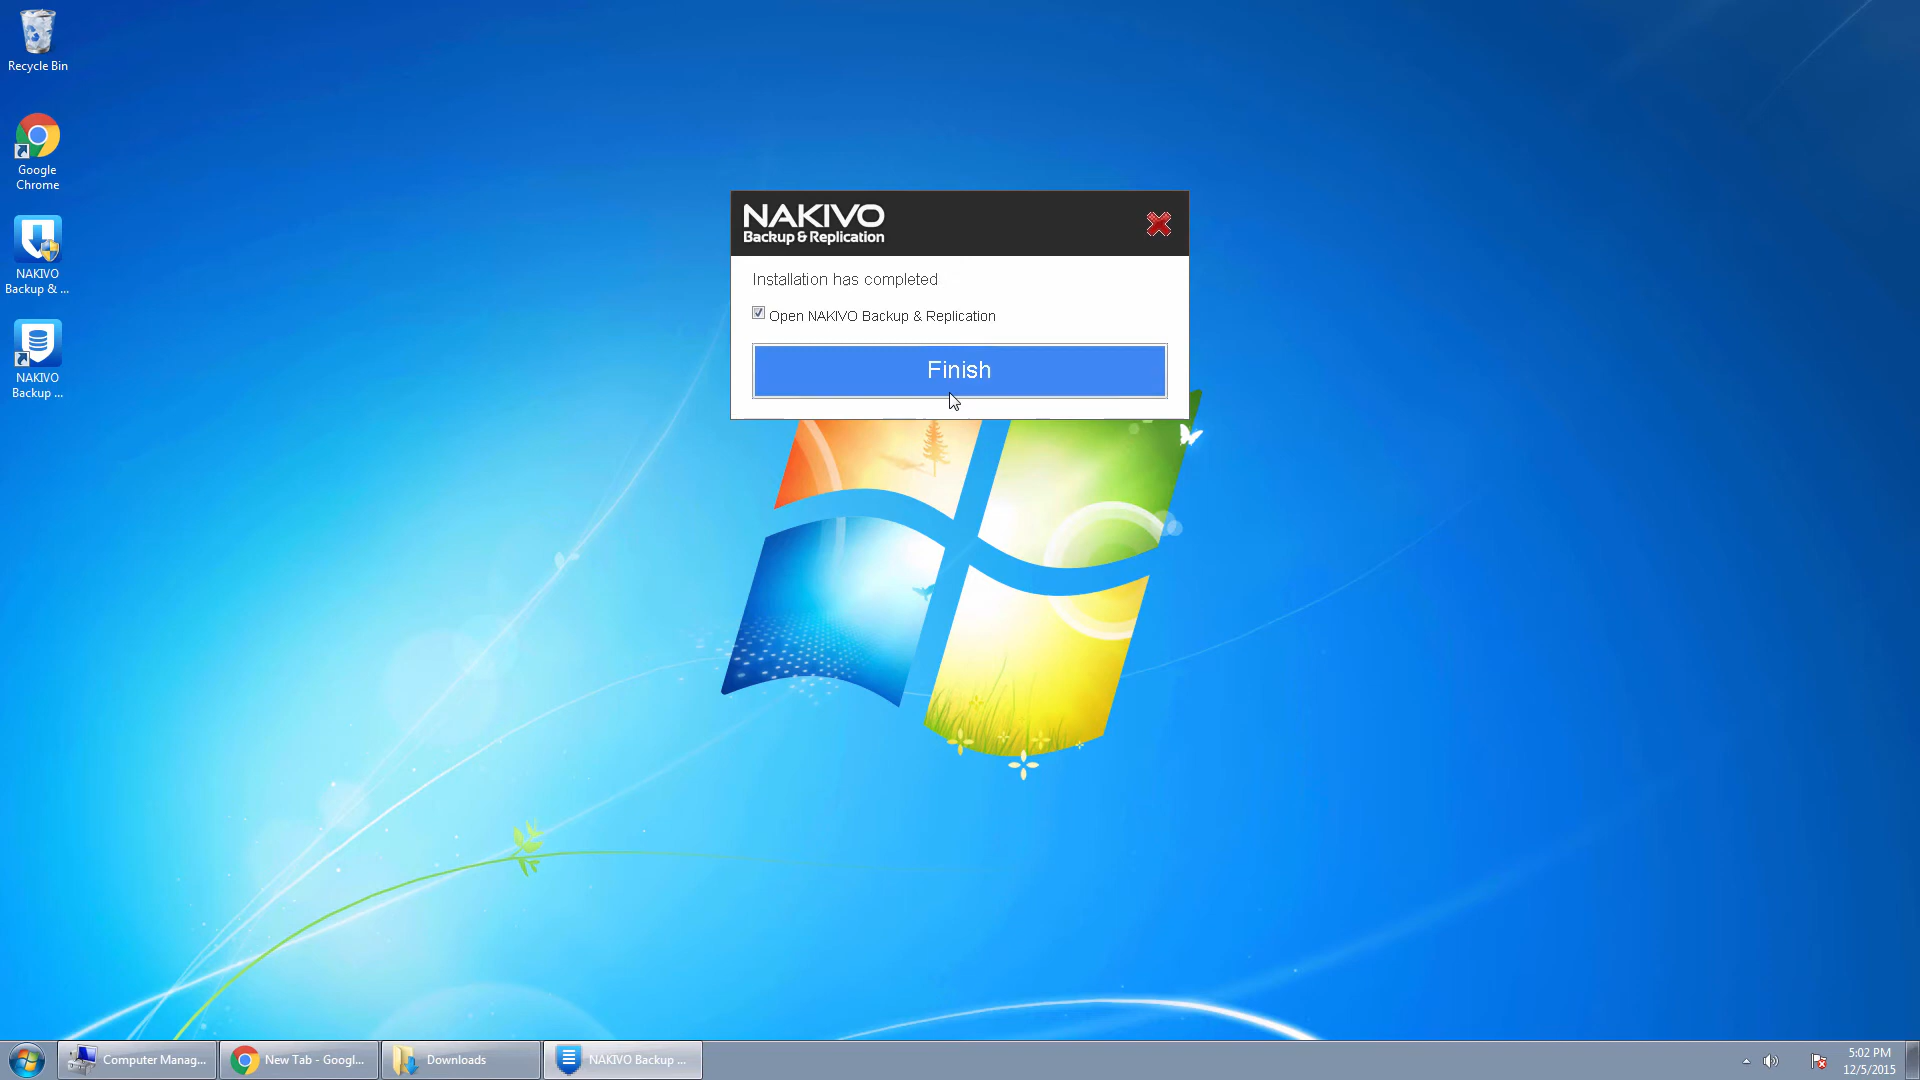 Recycle Bin
Google
Chrome
NAKIVO
Backup & ...
NAKIVO
Backup ...
NAKIVO
Backup & Replication
Installation has completed
Open NAKIVO Backup & Replication
Finish
Computer Manag...
New Tab - Googl...
Downloads
NAKIVO Backup ...
5:02 PM
12/5/2015